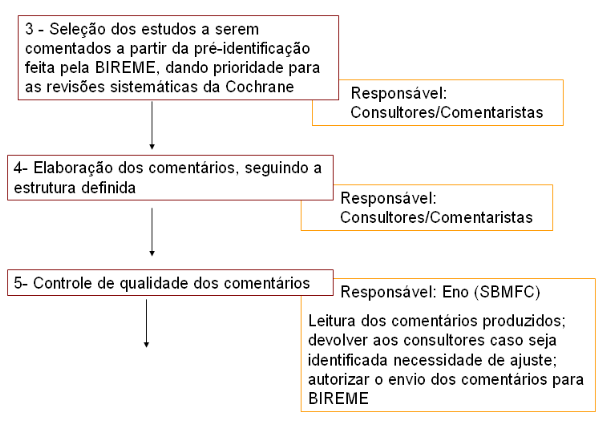 3 - Seleção dos estudos a serem
comentados a partir da pré-identificação
feita pela BIREME, dando prioridade para
as revisões sistemáticas da Cochrane
Responsável:
Consultores/Comentaristas
4- Elaboração dos comentários, seguindo a
estrutura definida
Responsável:
Consultores/Comentaristas
5- Controle de qualidade dos comentários
Responsável: Eno (SBMFC)
Leitura dos comentários produzidos;
devolver aos consultores caso seja
identificada necessidade de ajuste;
autorizar o envio dos comentários para
BIREME